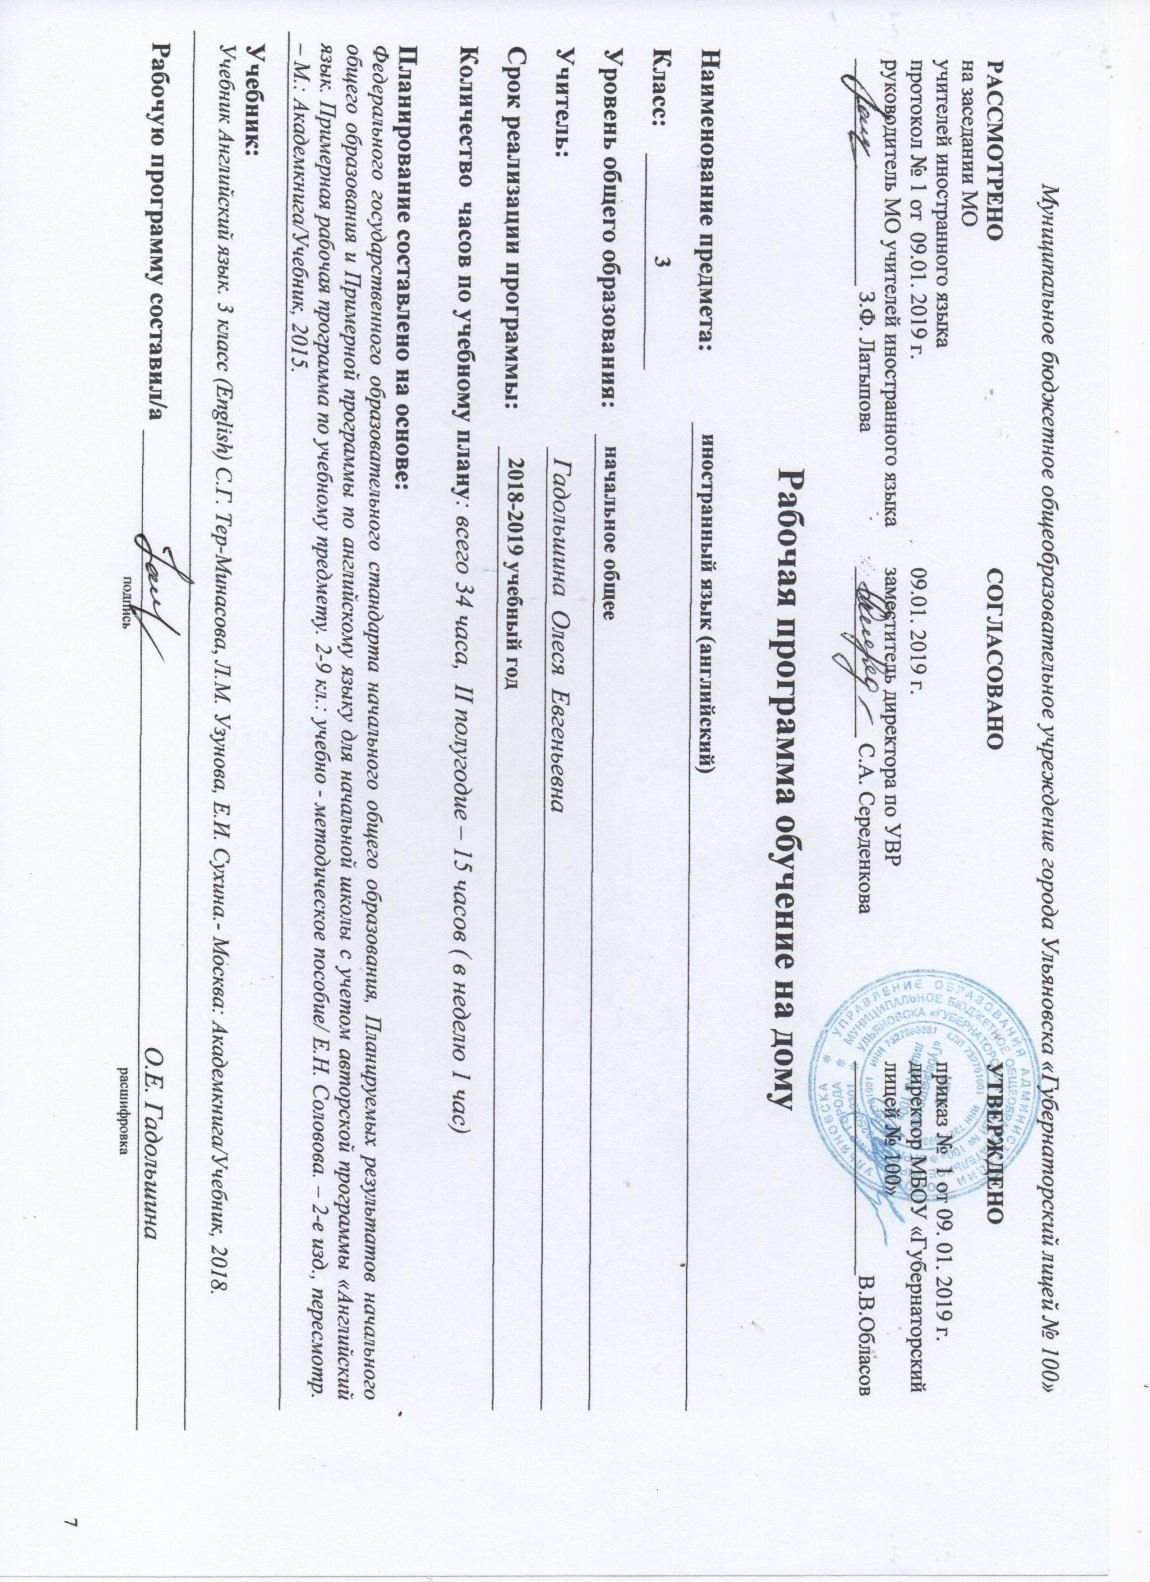 Муниципальное бюджетное общеобразовательное учреждение города Ульяновска «Губернаторский лицей № 100»
РАССМОТРЕНО
на заседании МО
учителей иностранного языка
протокол № 1 от 09.01. 2019 г.
руководитель МО учителей иностранного языка
З.Ф. Латыпова
СОГЛАСОВАНО
09.01. 2019 г.
заместитель директора по УВР
С.А. Середенкова
УТВЕРЖДЕНО
приказ № 1 от 09. 01. 2019 г.
директор МБОУ «Губернаторский
лицей № 100»
В.В.Обласов
Рабочая программа обучение на дому
Наименование предмета: иностранный язык (английский)
Класс: 3
Уровень общего образования: начальное общее
Учитель: Гадольшина Олеся Евгеньевна
Срок реализации программы: 2018-2019 учебный год
Количество часов по учебному плану: всего 34 часа, II полугодие – 15 часов ( в неделю 1 час)
Планирование составлено на основе:
Федерального государственного образовательного стандарта начального общего образования, Планируемых результатов начального
общего образования и Примерной программы по английскому языку для начальной школы с учетом авторской программы «Английский
язык. Примерная рабочая программа по учебному предмету. 2-9 кл.: учебно - методическое пособие/ Е.Н. Соловова. – 2-е изд., пересмотр.
– М.: Академкнига/Учебник, 2015.
Учебник:
Учебник Английский язык. 3 класс (English) С.Г. Тер-Минасова, Л.М. Узунова, Е.И. Сухина.- Москва: Академкнига/Учебник, 2018.
Рабочую программу составил/а О.Е. Гадольшина
подпись расшифровка
7